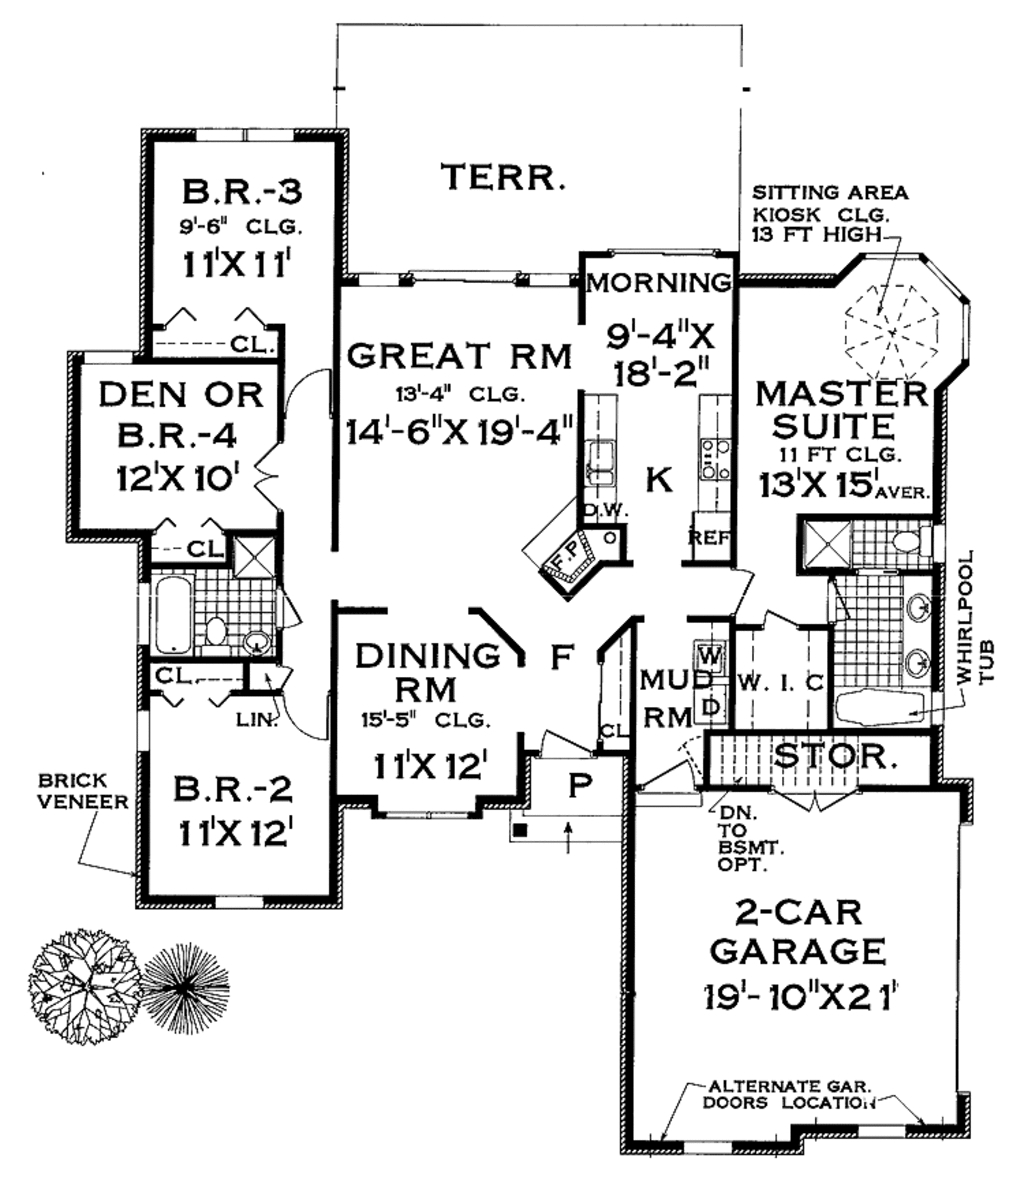 TERR.
B.R.-3
9'-6" CLG.
11'X 11'
CL.
SITTING AREA
KIOSK CLG.
13 FT HIGH
MORNING
9'-4"X
18'-2"
GREAT RM
13'-4" CLG.
14'-6"X 19'-4"
DEN OR
B.R.-4
12'X 10'
CL
MASTER
SUITE
11 FT CLG.
13'X 15' AVER.
K
D.W.
REF
F.P
WHIRLPOOL
TUB
DINING
RM
15'-5" CLG.
11'X 12'
F
MUD
RM
W
D
W. I. C
CL
CL.
LIN.
STOR.
P
BRICK
VENEER
B.R.-2
11'X 12'
DN.
TO
BSMT.
OPT.
2-CAR
GARAGE
19'-10"X21'
ALTERNATE GAR.
DOORS LOCATION